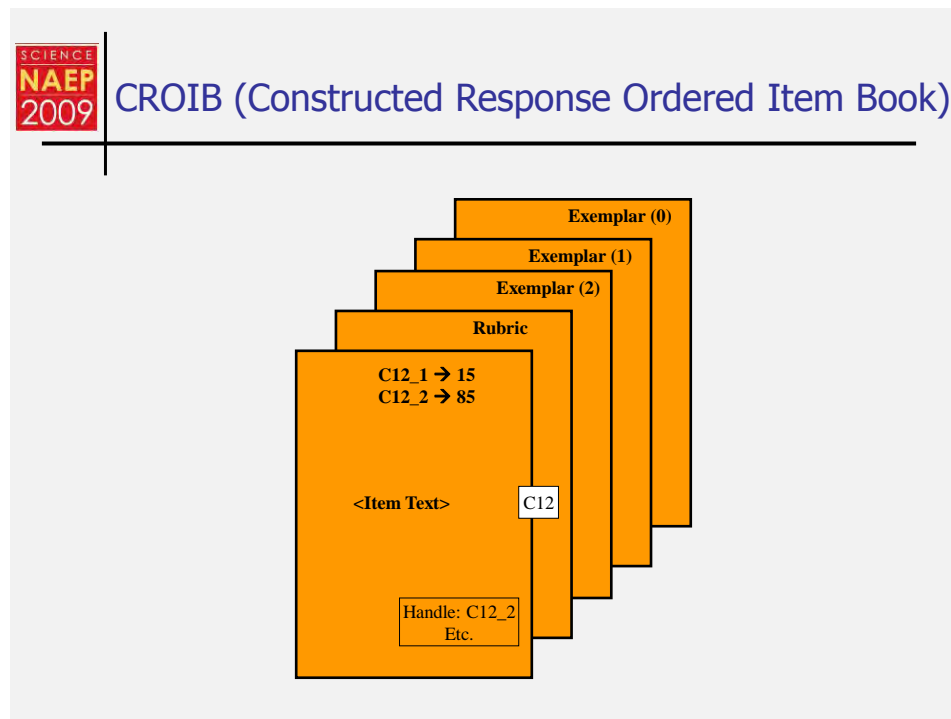 SCIENCE
NAEP
2009
CROIB (Constructed Response Ordered Item Book)
Exemplar (0)
Exemplar (1)
Exemplar (2)
Rubric
C12_1 → 15
C12_2 → 85
<Item Text>
C12
Handle: C12_2
Etc.